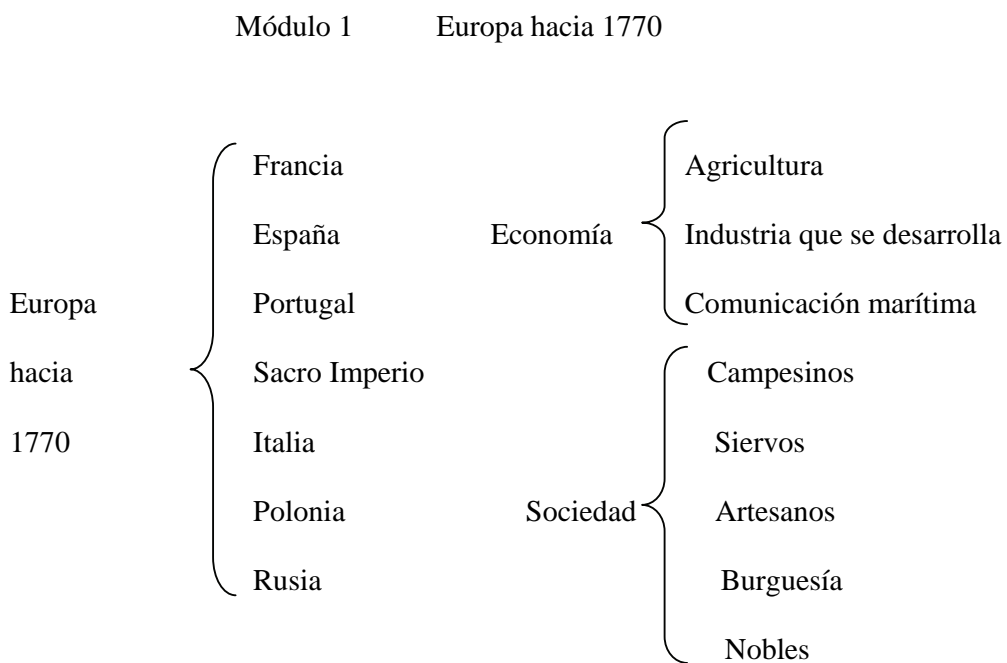 Módulo 1 Europa hacia 1770
Francia Agricultura
España Economía Industria que se desarrolla
Europa Portugal Comunicación marítima
hacia Sacro Imperio Campesinos
1770 Italia Siervos
Polonia Sociedad Artesanos
Rusia Burguesía
Nobles